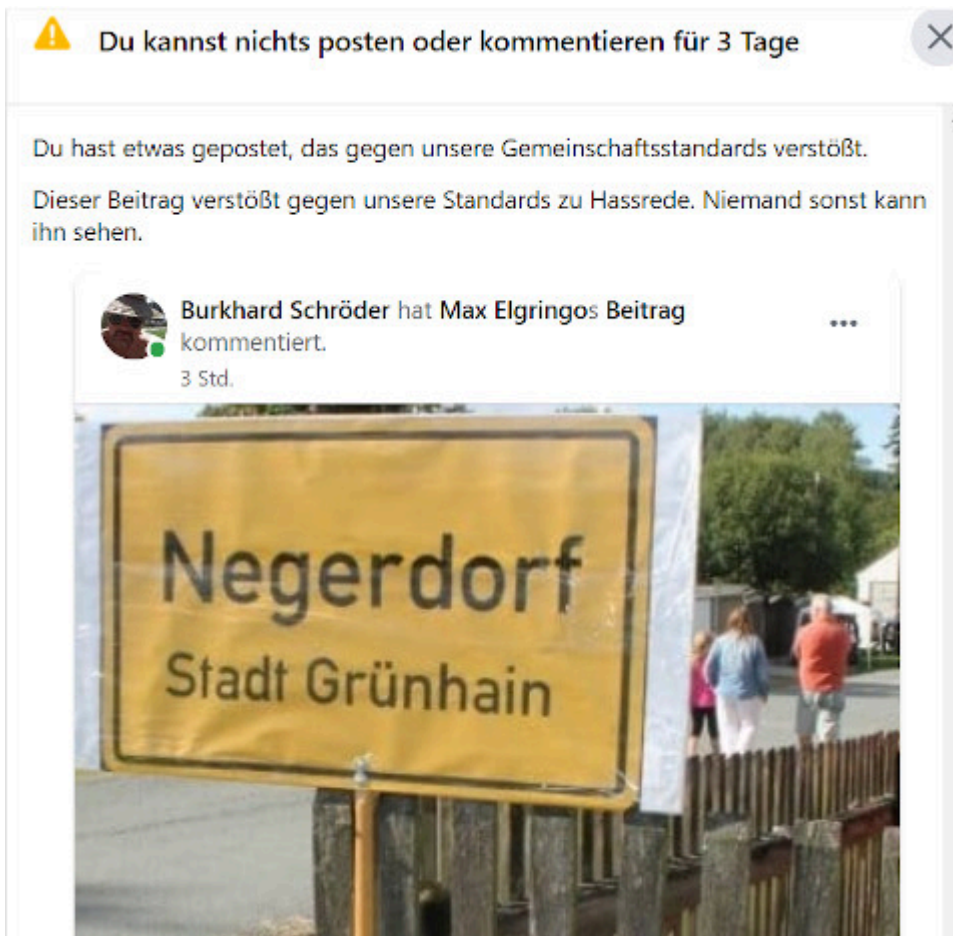 Du kannst nichts posten oder kommentieren für 3 Tage
Du hast etwas gepostet, das gegen unsere Gemeinschaftsstandards verstößt.
Dieser Beitrag verstößt gegen unsere Standards zu Hassrede. Niemand sonst kann
ihn sehen.
Burkhard Schröder hat Max Elgringos Beitrag
kommentiert.
3 Std.
Negerdorf
Stadt Grünhain